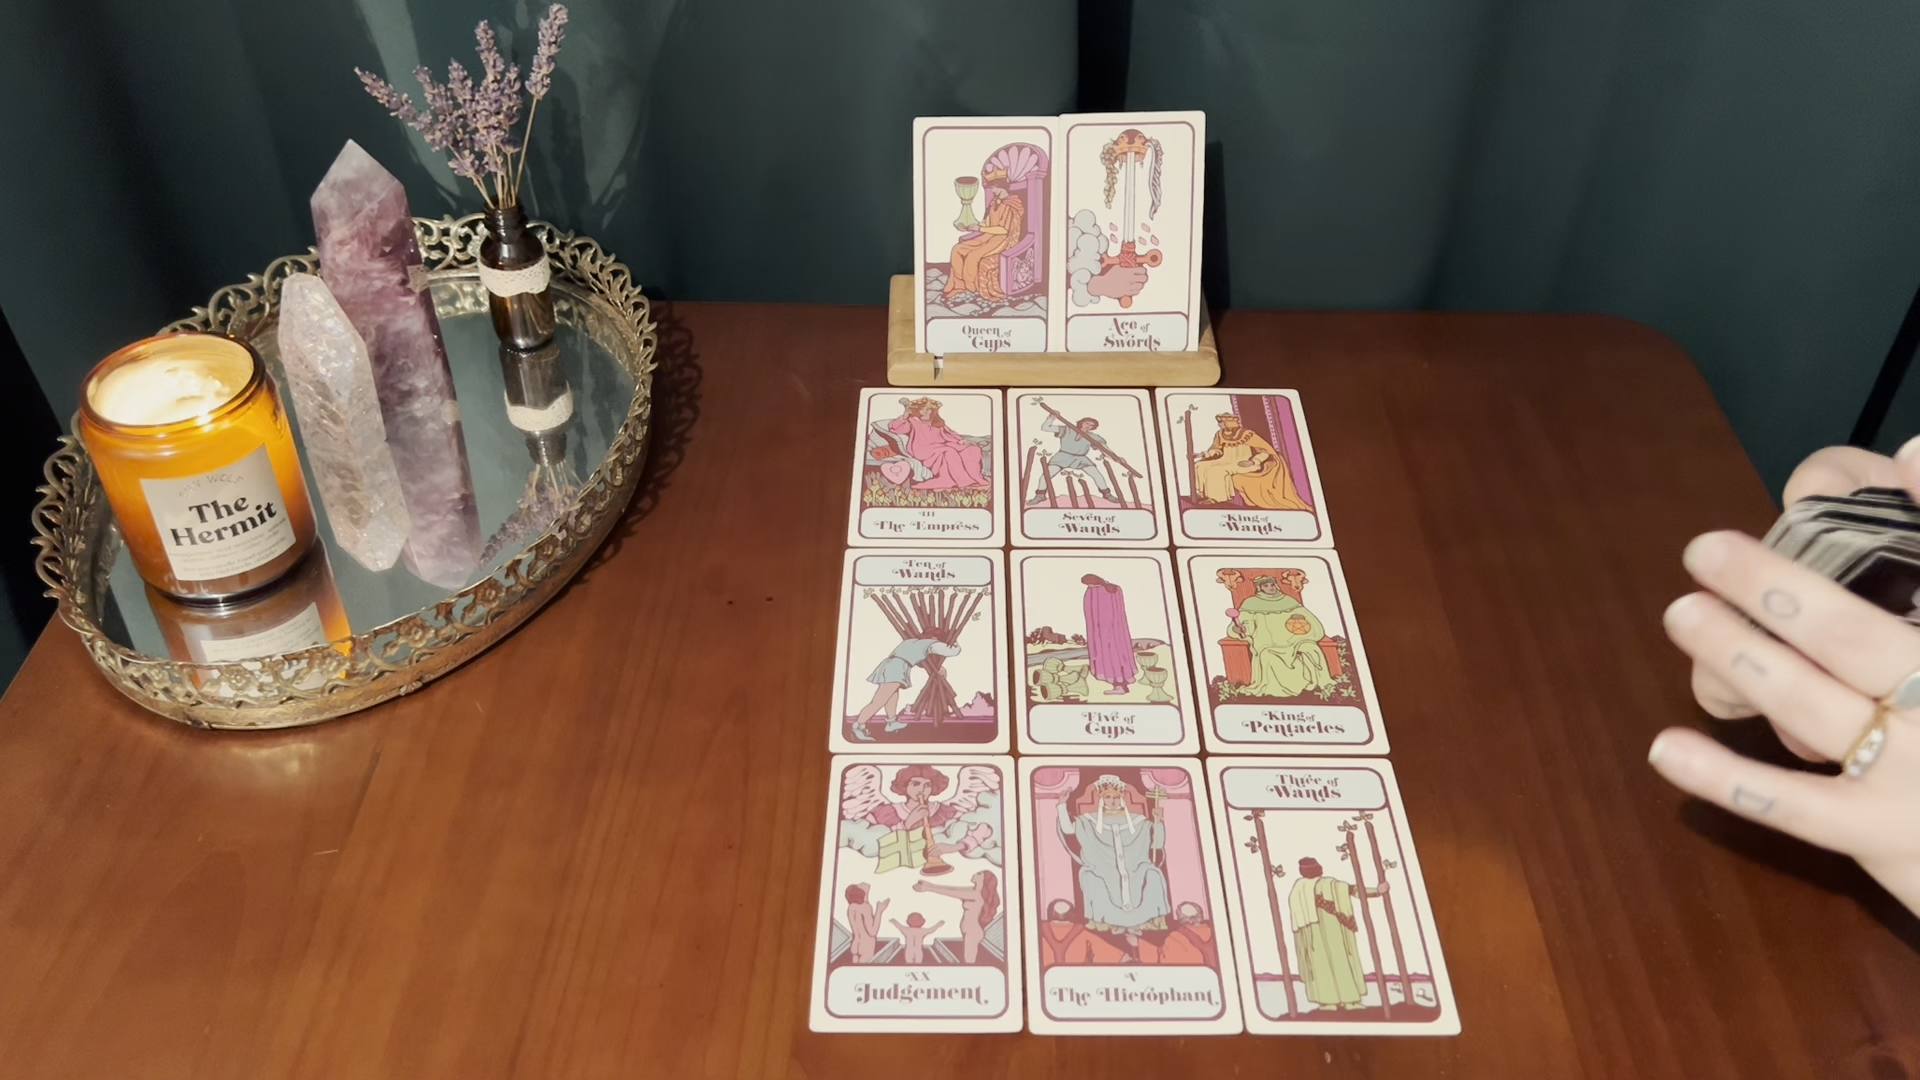 The
Hermit
Queen of
Cups
Ace of
Swords
III
The Empress
Seven of
Wands
King of
Wands
Ten of
Wands
Five of
Cups
King of
Pentacles
XX
Judgement
V
The Hierophant
Three of
Wands